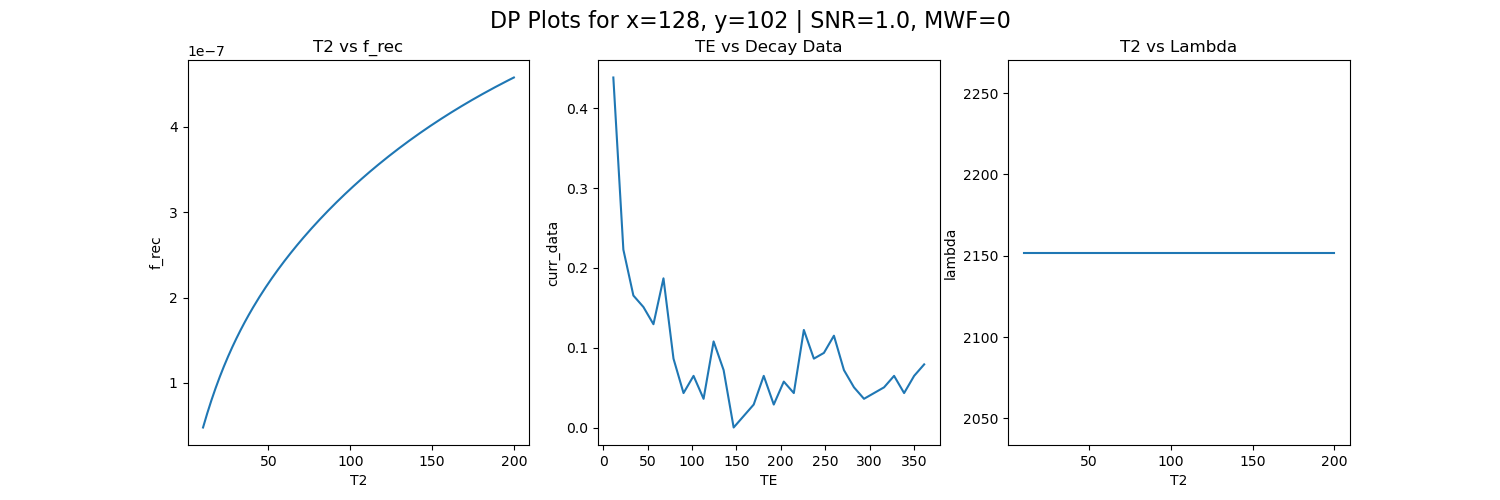 DP Plots for x=128, y=102 | SNR=1.0, MWF=0
T2 vs f_rec
1e−7
4
3
2
1
f_rec
50
100
150
200
T2
TE vs Decay Data
0.4
0.3
0.2
0.1
0.0
curr_data
0
50
100
150
200
250
300
350
TE
T2 vs Lambda
2250
2200
2150
2100
2050
lambda
50
100
150
200
T2